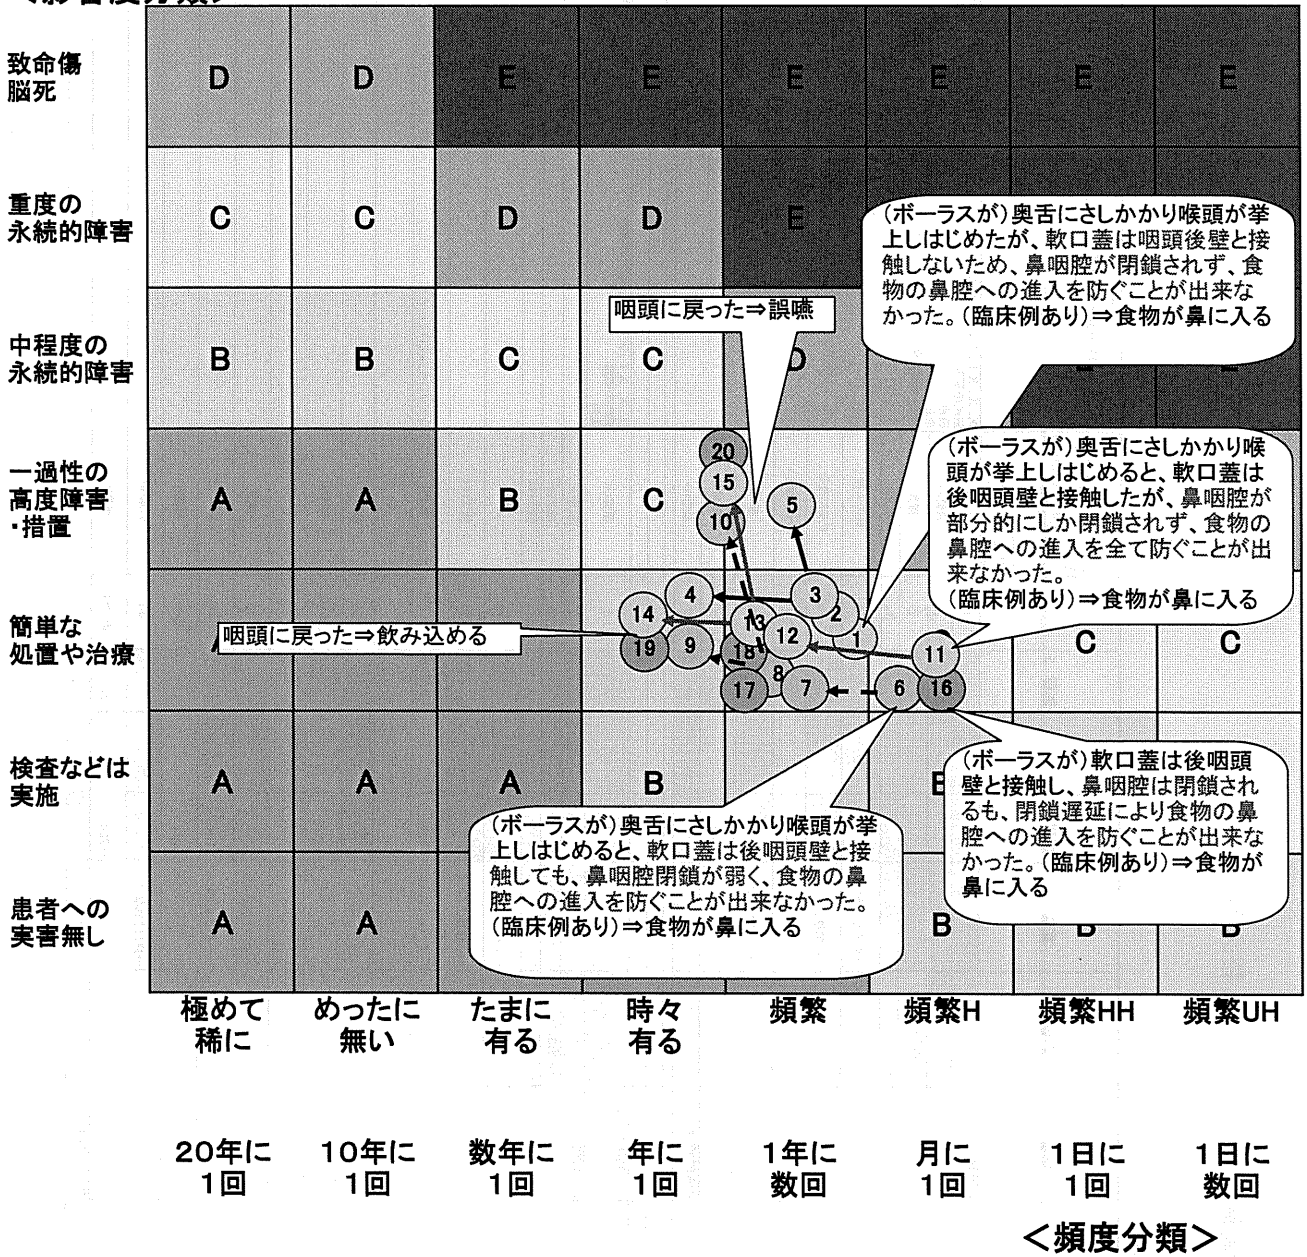 致命傷
脳死
D
D
E
E
E
E
E
E
重度の
永続的障害
C
C
D
D
E
(ボーラスが)奥舌にさしかかり喉頭が挙
上しはじめたが、軟口蓋は咽頭後壁と接
触しないため、鼻咽腔が閉鎖されず、食
物の鼻腔への進入を防ぐことが出来な
かった。(臨床例あり)⇒食物が鼻に入る
咽頭に戻った⇒誤嚥
中程度の
永続的障害
B
B
C
C
D
一過性の
高度障害
・措置
A
A
B
C
20
15
10
5
(ボーラスが)奥舌にさしかかり喉
頭が挙上しはじめると、軟口蓋は
後咽頭壁と接触したが、鼻咽腔が
部分的にしか閉鎖されず、食物の
鼻腔への進入を全て防ぐことが出
来なかった。
(臨床例あり)⇒食物が鼻に入る
簡単な
処置や治療
咽頭に戻った⇒飲み込める
14
4
19
9
13
18
17
12
3
2
1
8
7
6
11
16
C
C
検査などは
実施
A
A
A
B
(ボーラスが)軟口蓋は後咽頭
壁と接触し、鼻咽腔は閉鎖され
るも、閉鎖遅延により食物の鼻
腔への進入を防ぐことが出来な
かった。(臨床例あり)⇒食物が
鼻に入る
(ボーラスが)奥舌にさしかかり喉頭が挙
上しはじめると、軟口蓋は後咽頭壁と接
触しても、鼻咽腔閉鎖が弱く、食物の鼻
腔への進入を防ぐことが出来なかった。
(臨床例あり)⇒食物が鼻に入る
患者への
実害無し
A
A
B
B
B
極めて
稀に
めったに
無い
たまに
有る
時々
有る
頻繁
頻繁H
頻繁HH
頻繁UH
20年に
1回
10年に
1回
数年に
1回
年に
1回
1年に
数回
月に
1回
1日に
1回
1日に
数回
<頻度分類>